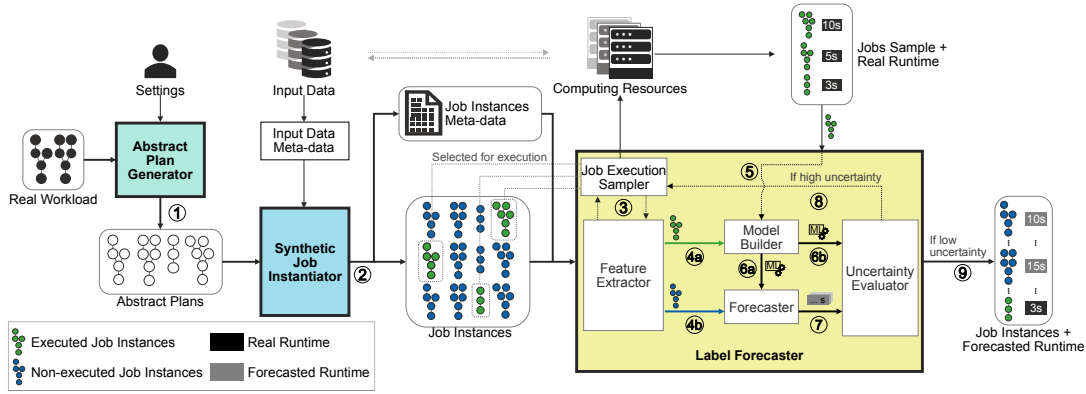 Settings
Input Data
Computing Resources
10s
5s
3s
Jobs Sample +
Real Runtime
Real Workload
Abstract
Plan
Generator
Input Data
Meta-data
Job Instances
Meta-data
Selected for execution
1
Abstract Plans
Synthetic
Job
Instantiator
2
Job Instances
Job Execution
Sampler
3
5
If high uncertainty
8
Feature
Extractor
4a
4b
Model
Builder
ML
6b
6a
ML
Forecaster
... s
7
Uncertainty
Evaluator
Label Forecaster
If low
uncertainty
9
10s
15s
3s
Job Instances +
Forecasted Runtime
Executed Job Instances
Real Runtime
Non-executed Job Instances
Forecasted Runtime